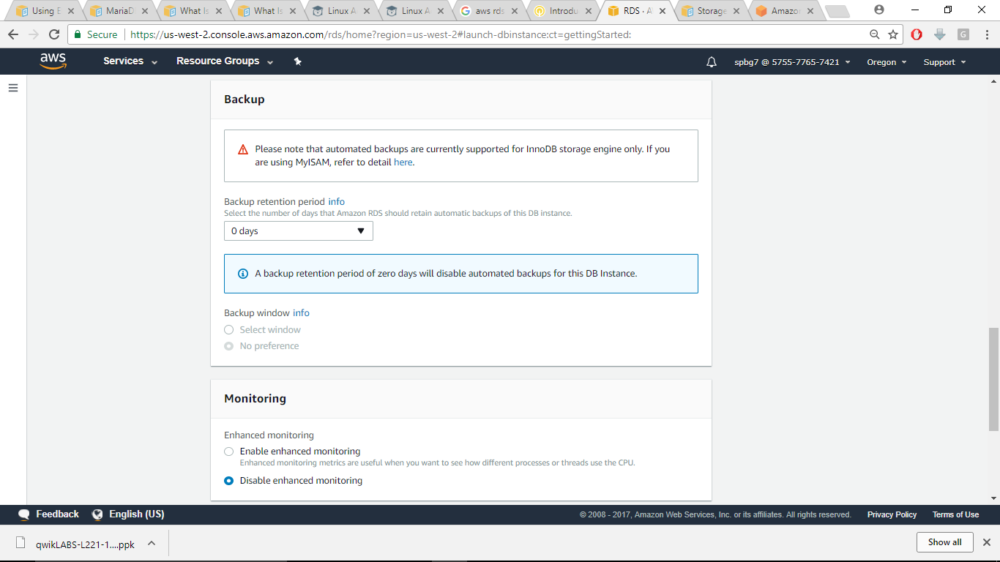 Using E
MariaD
What Is
What Is
Linux A
Linux A
aws rds
Introdu
RDS · A
Storage
Amazon
Secure
https://us-west-2.console.aws.amazon.com/rds/home?region=us-west-2#launch-dbinstance:ct=gettingStarted:
aws
Services
Resource Groups
spbg7 @ 5755-7765-7421
Oregon
Support
Backup
Please note that automated backups are currently supported for InnoDB storage engine only. If you
are using MyISAM, refer to detail here.
Backup retention period info
Select the number of days that Amazon RDS should retain automatic backups of this DB instance.
0 days
A backup retention period of zero days will disable automated backups for this DB Instance.
Backup window info
Select window
No preference
Monitoring
Enhanced monitoring
Enable enhanced monitoring
Enhanced monitoring metrics are useful when you want to see how different processes or threads use the CPU.
Disable enhanced monitoring
Feedback
English (US)
© 2008 - 2017, Amazon Web Services, Inc. or its affiliates. All rights reserved.
Privacy Policy
Terms of Use
qwikLABS-L221-1....ppk
Show all